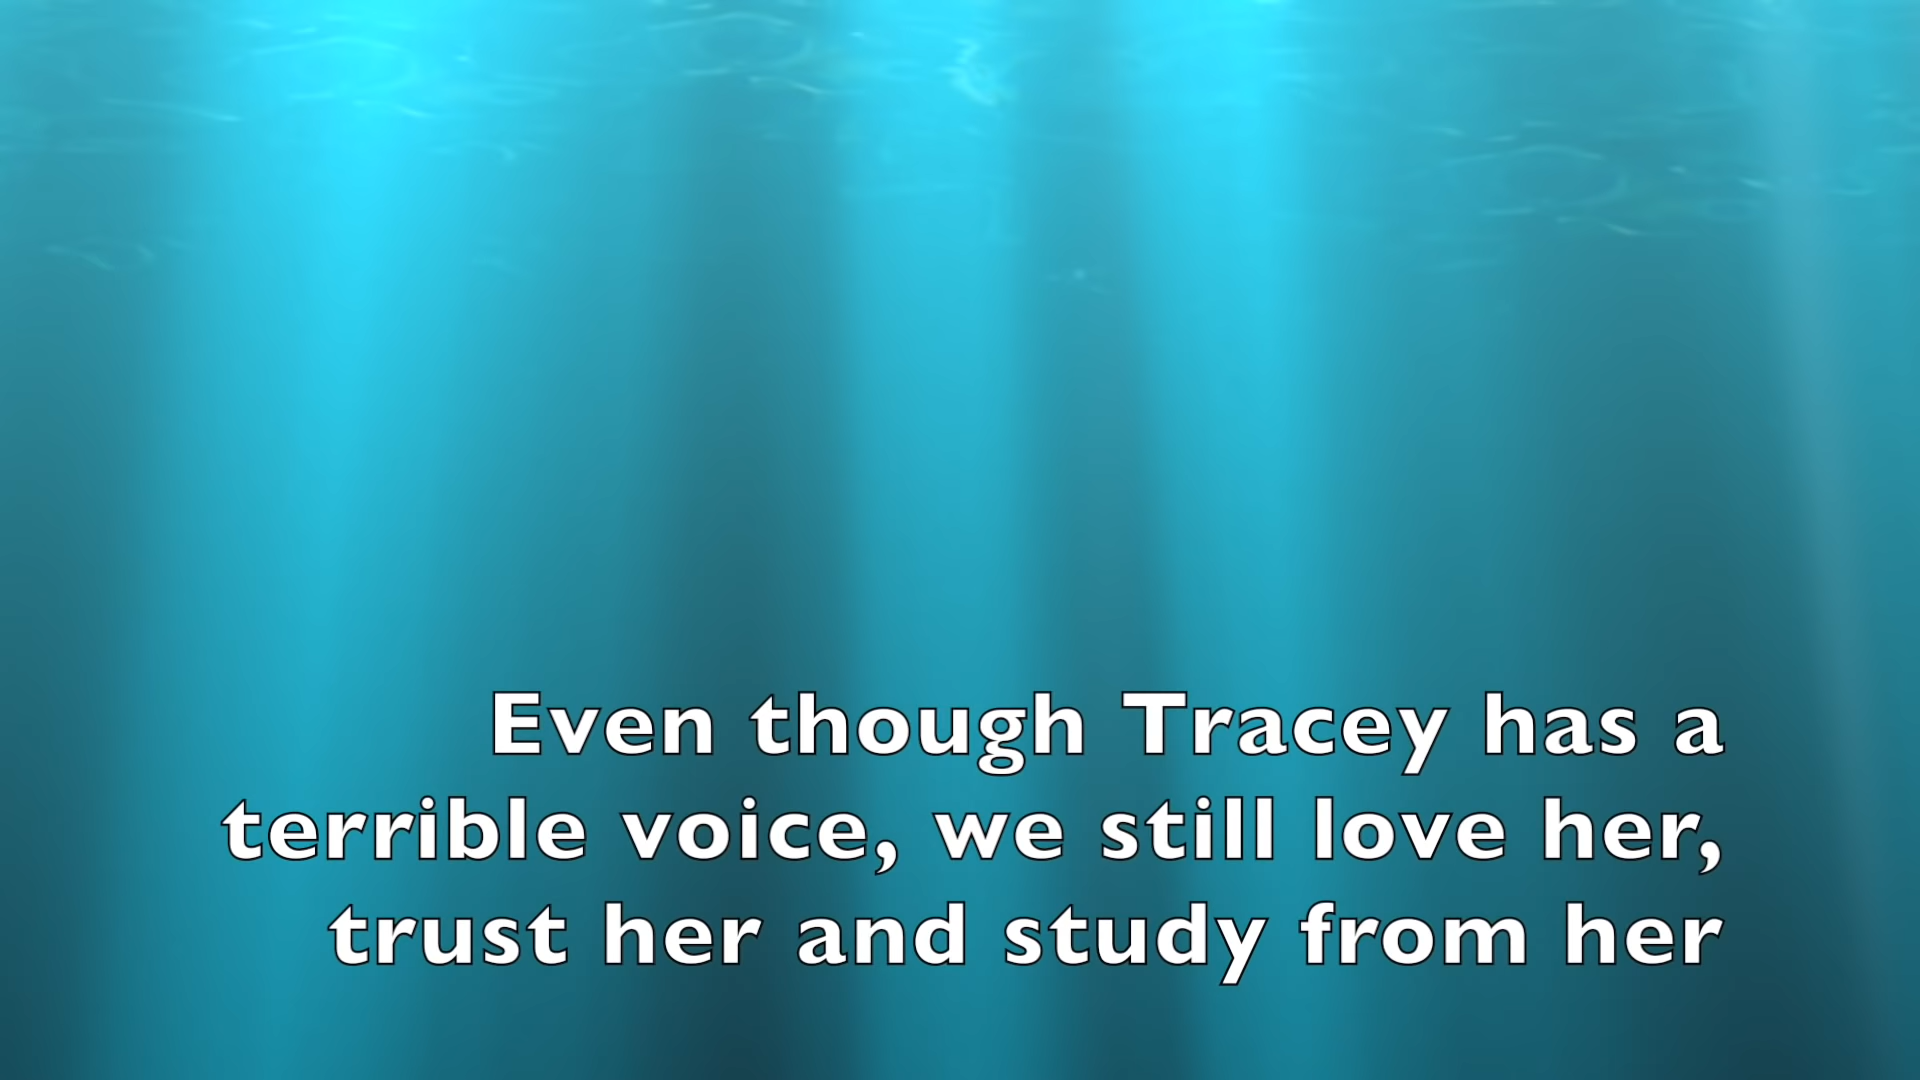 Even though Tracey has a
terrible voice, we still love her,
trust her and study from her